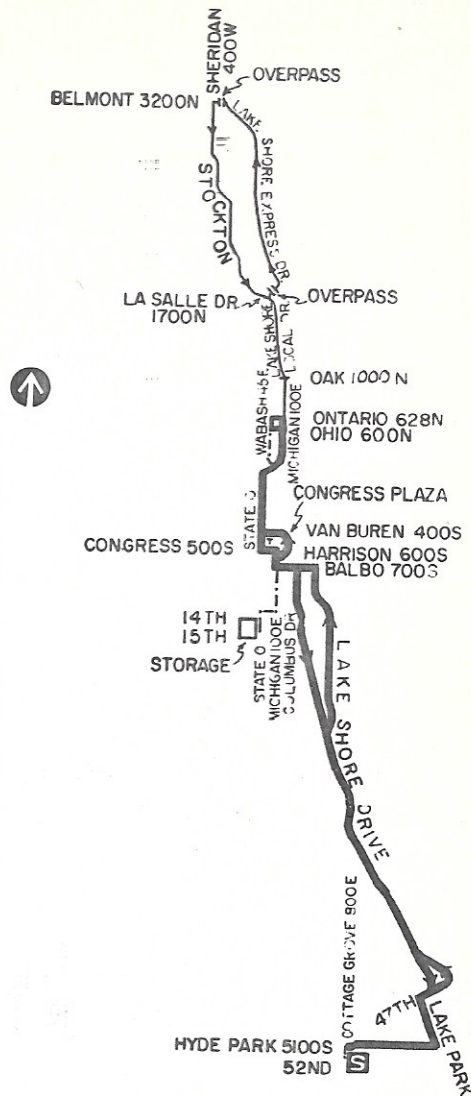 SHERIDAN
400W
OVERPASS
BELMONT 3200N
LAKE SHORE EXPRESS DR.
STOCKTON
LA SALLE DR.
1700N
OVERPASS
LAKE SHORE
LOCAL DR.
OAK 1000 N
WABASH 45E
MICHIGAN 100E
ONTARIO 628N
OHIO 600N
STATE 0
CONGRESS PLAZA
T
VAN BUREN 400S
CONGRESS 500S
HARRISON 600S
BALBO 700S
14TH
15TH
STORAGE
STATE 0
MICHIGAN 100E
COLUMBUS DR.
LAKE SHORE DRIVE
COTTAGE GROVE 800E
N
47TH
LAKE PARK
HYDE PARK 5100S
52ND
S